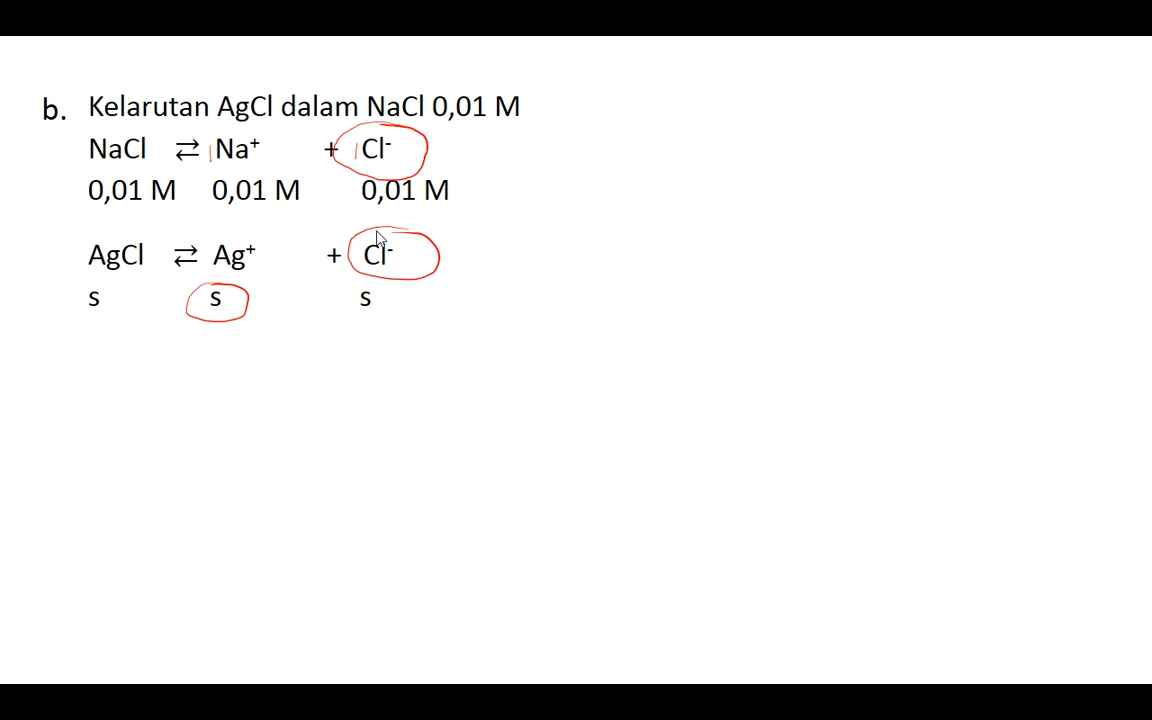 b. Kelarutan AgCl dalam NaCl 0,01 M
NaCl ⇄ Na⁺ + Cl⁻
0,01 M 0,01 M 0,01 M
AgCl ⇄ Ag⁺ + Cl⁻
s s s